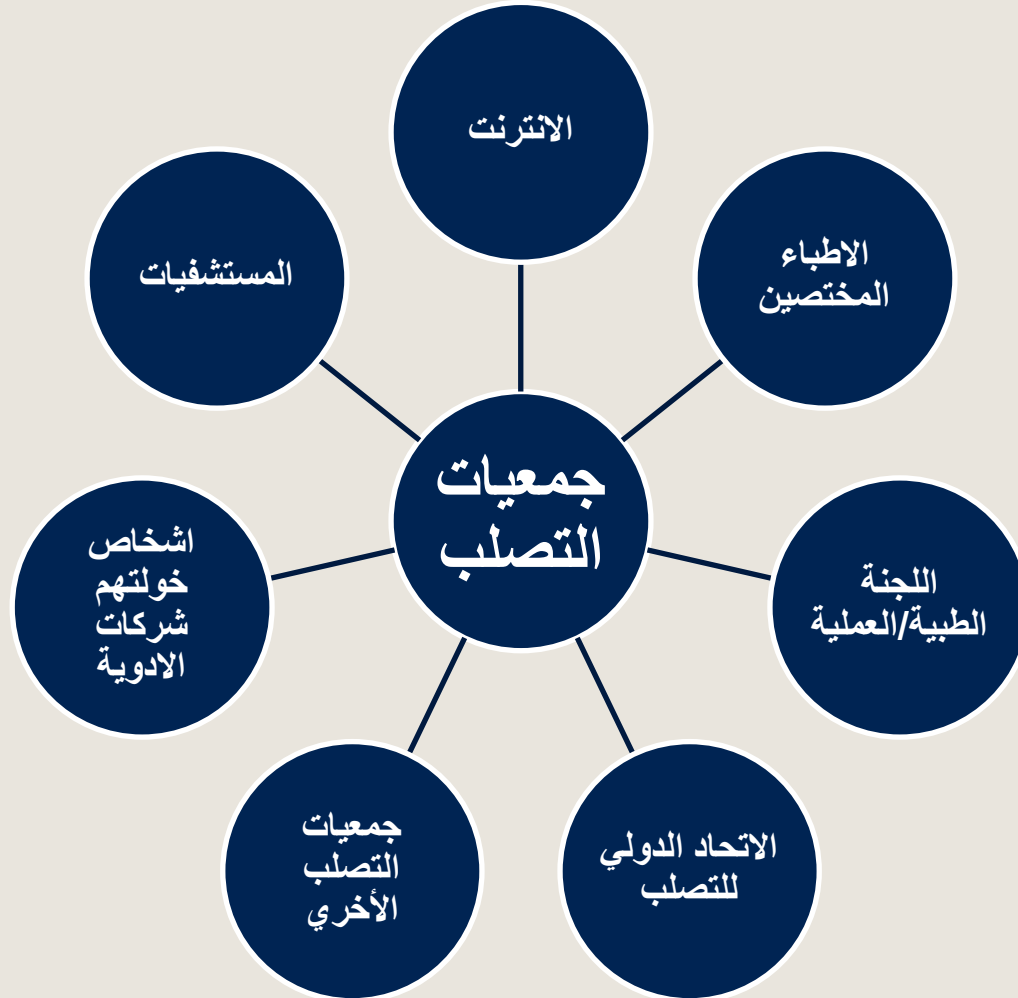 الانترنت
الاطباء
المختصين
المستشفيات
جمعيات
التصلب
اشخاص
خولتهم
شركات
الادوية
اللجنة
الطبية/العملية
جمعيات
التصلب
الأخري
الاتحاد الدولي
للتصلب